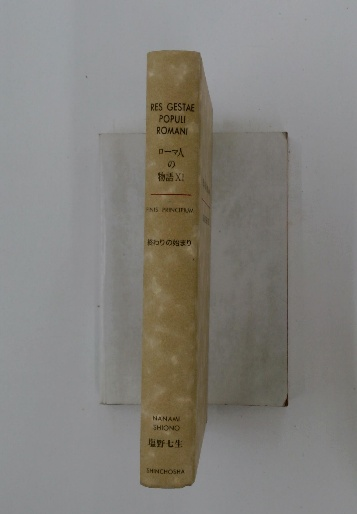 RES GESTAE
POPULI
ROMANI
ローマ人
の
物語 XI
FINIS PRINCIPIUM
終わりの始まり
NANAMI
SHIONO
塩野七生
SHINCHOSHA